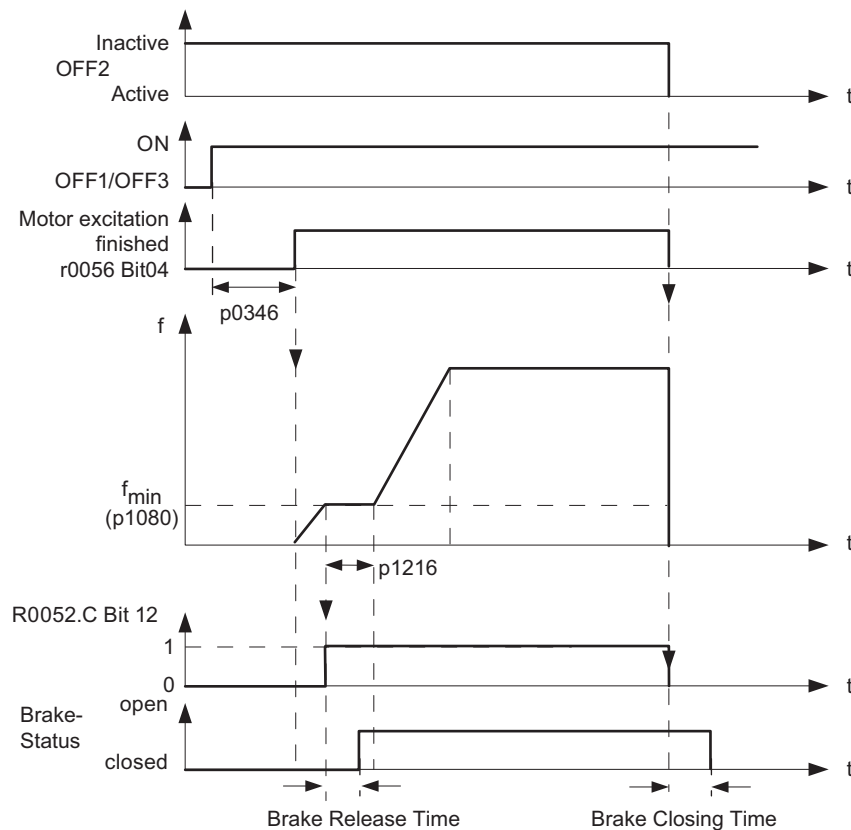 Inactive
OFF2
Active
t
ON
OFF1/OFF3
t
Motor excitation
finished
r0056 Bit04
t
p0346
f
fmin
(p1080)
t
p1216
R0052.C Bit 12
1
0
t
open
Brake-
Status
closed
t
Brake Release Time
Brake Closing Time